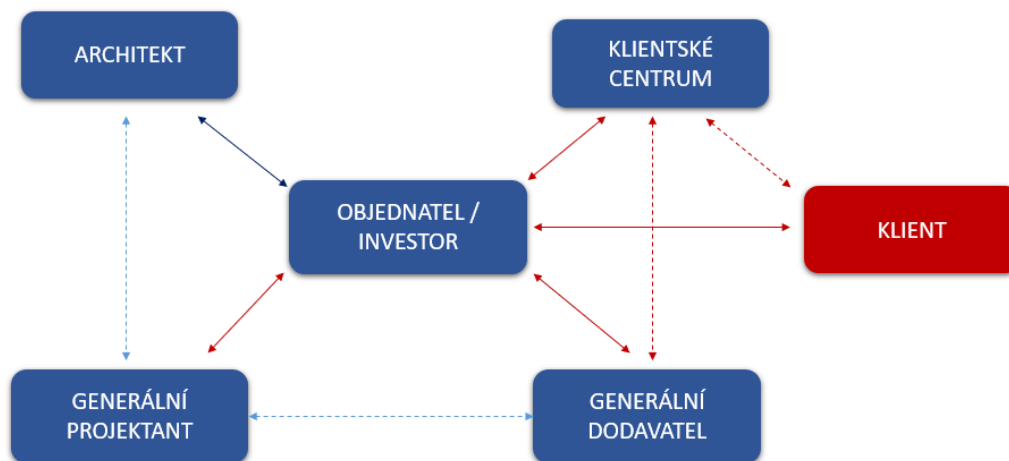 ARCHITEKT
KLIENTSKÉ
CENTRUM
OBJEDNATEL /
INVESTOR
KLIENT
GENERÁLNÍ
PROJEKTANT
GENERÁLNÍ
DODAVATEL